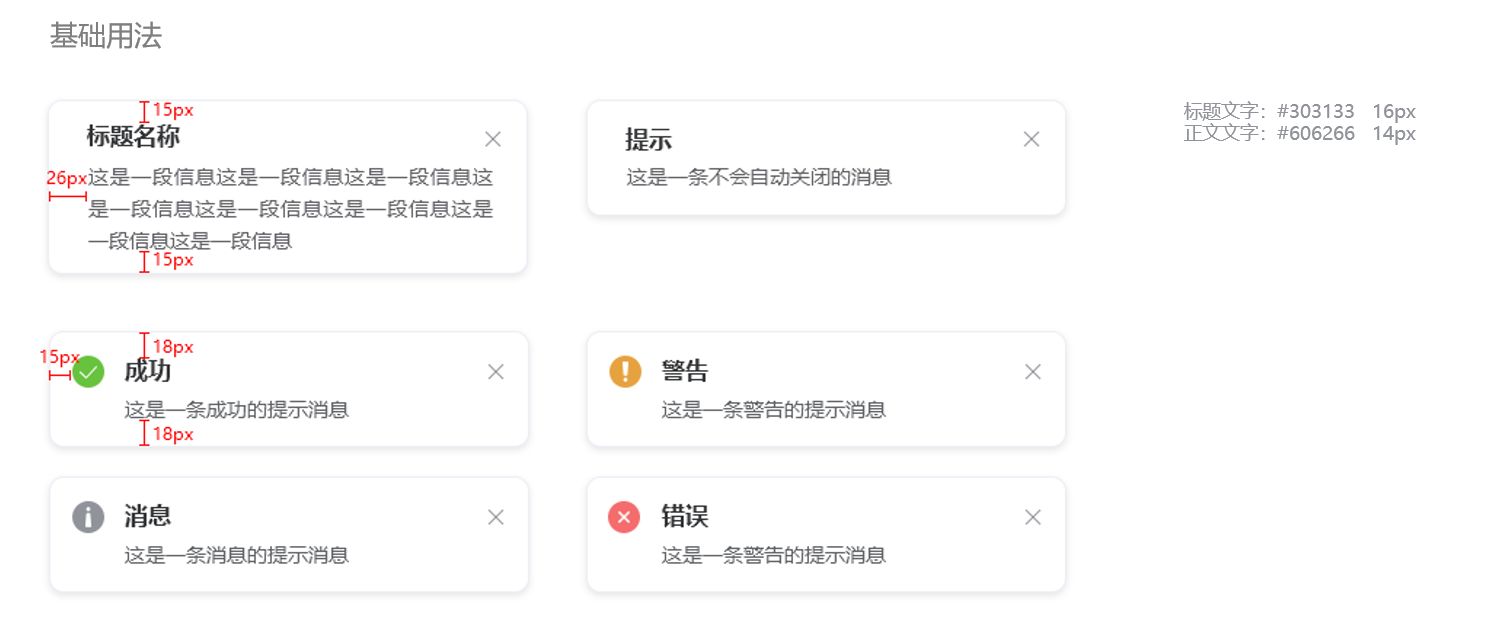 基础用法
15px
标题名称
26px
这是一段信息这是一段信息这是一段信息这
是一段信息这是一段信息这是一段信息这是
一段信息这是一段信息
15px
提示
这是一条不会自动关闭的消息
标题文字：#303133 16px
正文文字：#606266 14px
18px
15px
成功
这是一条成功的提示消息
18px
警告
这是一条警告的提示消息
消息
这是一条消息的提示消息
错误
这是一条警告的提示消息